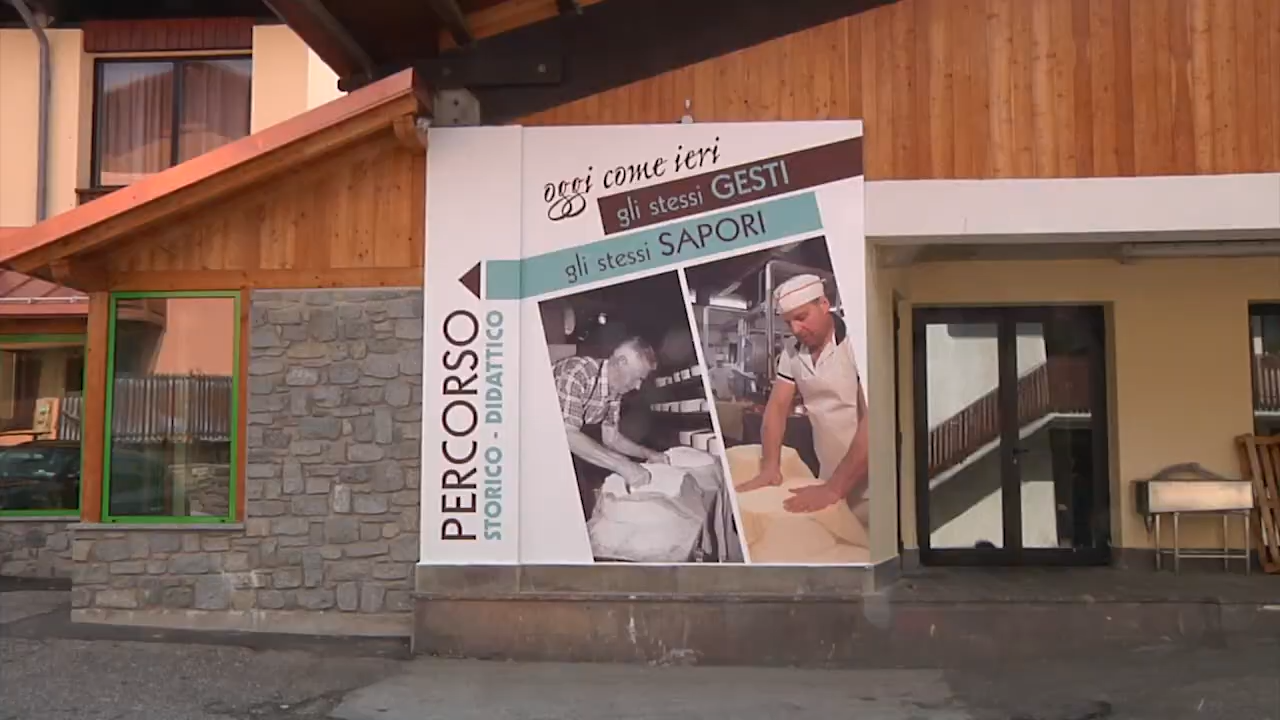 oggi come ieri
gli stessi GESTI
gli stessi SAPORI
PERCORSO
STORICO - DIDATTICO